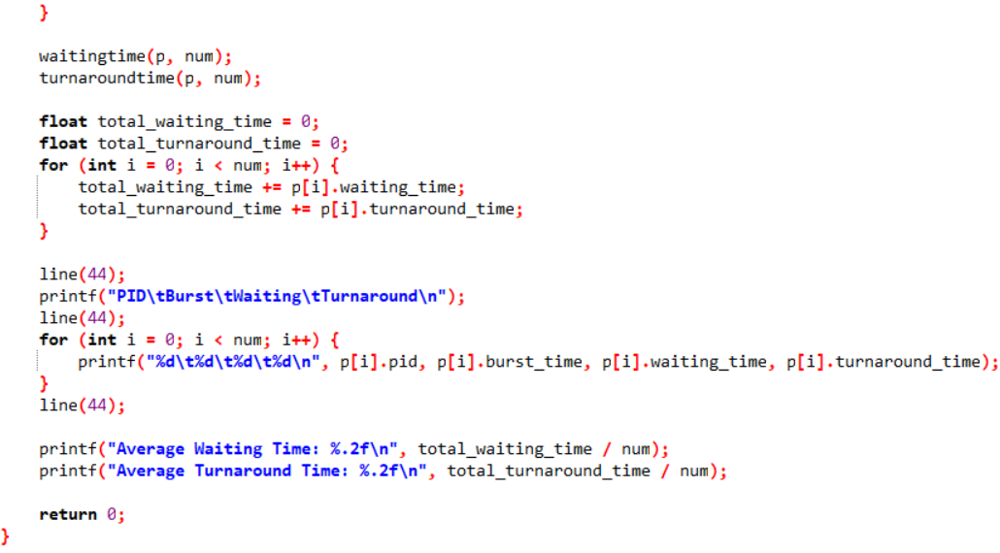 }
waitingtime(p, num);
turnaroundtime(p, num);
float total_waiting_time = 0;
float total_turnaround_time = 0;
for (int i = 0; i < num; i++) {
total_waiting_time += p[i].waiting_time;
total_turnaround_time += p[i].turnaround_time;
}
line(44);
printf("PID\tBurst\tWaiting\tTurnaround\n");
line(44);
for (int i = 0; i < num; i++) {
printf("%d\t%d\t%d\t%d\n", p[i].pid, p[i].burst_time, p[i].waiting_time, p[i].turnaround_time);
}
line(44);
printf("Average Waiting Time: %.2f\n", total_waiting_time / num);
printf("Average Turnaround Time: %.2f\n", total_turnaround_time / num);
return 0;
}